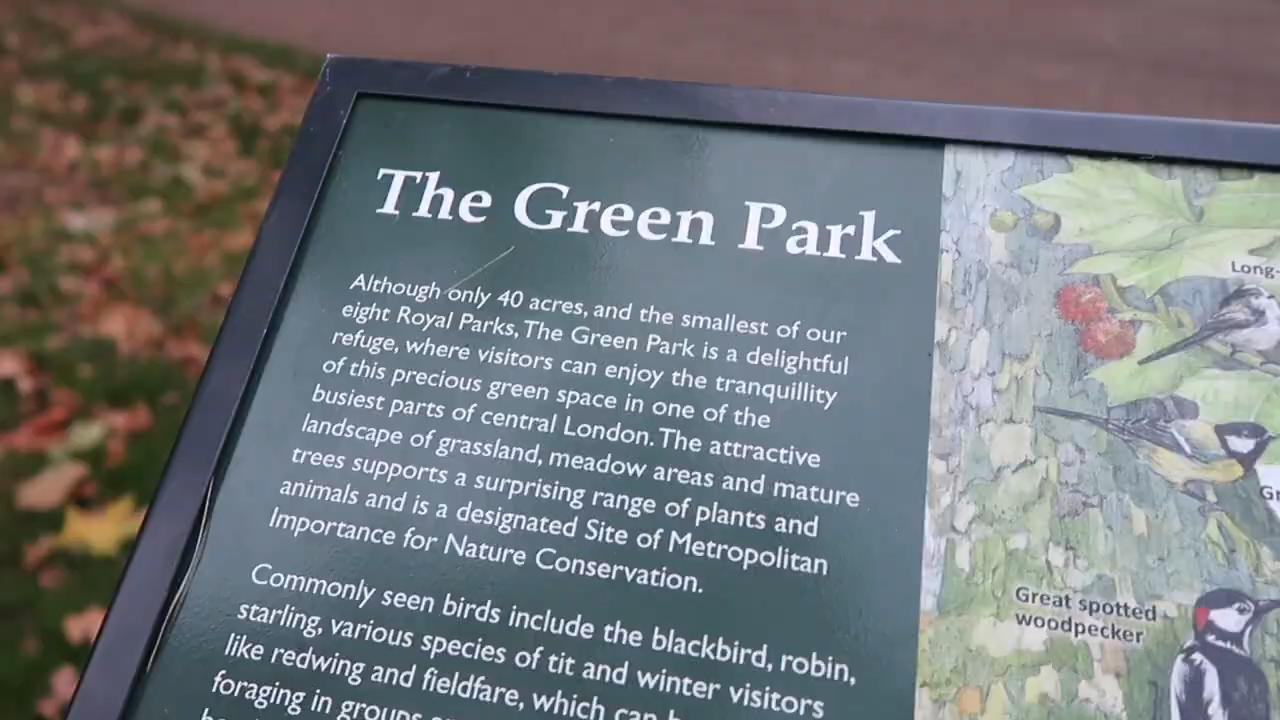 The Green Park
Although only 40 acres, and the smallest of our
eight Royal Parks, The Green Park is a delightful
refuge, where visitors can enjoy the tranquillity
of this precious green space in one of the
busiest parts of central London. The attractive
landscape of grassland, meadow areas and mature
trees supports a surprising range of plants and
animals and is a designated Site of Metropolitan
Importance for Nature Conservation.
Commonly seen birds include the blackbird, robin,
starling, various species of tit and winter visitors
like redwing and fieldfare, which can
foraging in groups
Long-
Great spotted
woodpecker